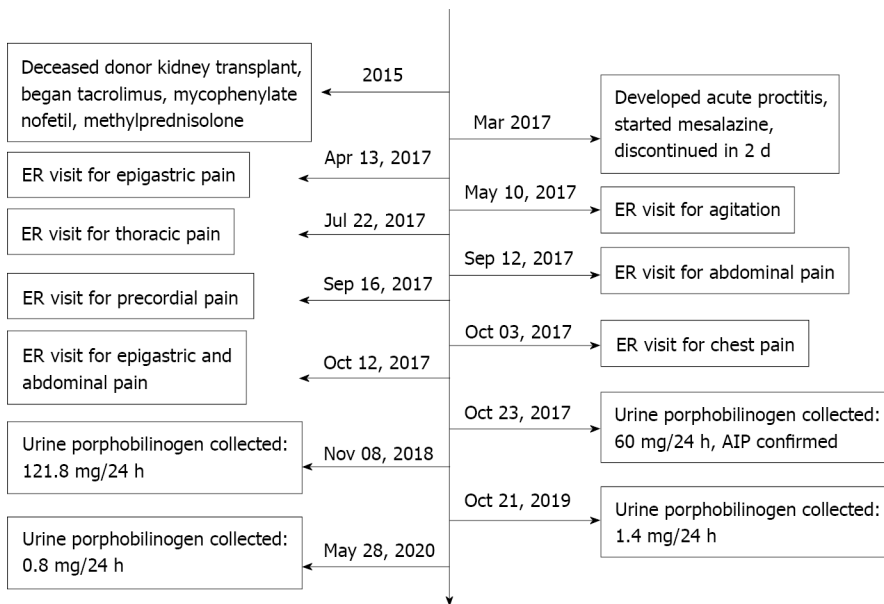 2015
Deceased donor kidney transplant,
began tacrolimus, mycophenylate
nofetil, methylprednisolone
Mar 2017
Developed acute proctitis,
started mesalazine,
discontinued in 2 d
Apr 13, 2017
ER visit for epigastric pain
May 10, 2017
ER visit for agitation
Jul 22, 2017
ER visit for thoracic pain
Sep 12, 2017
ER visit for abdominal pain
Sep 16, 2017
ER visit for precordial pain
Oct 03, 2017
ER visit for chest pain
Oct 12, 2017
ER visit for epigastric and
abdominal pain
Oct 23, 2017
Urine porphobilinogen collected:
60 mg/24 h, AIP confirmed
Nov 08, 2018
Urine porphobilinogen collected:
121.8 mg/24 h
Oct 21, 2019
Urine porphobilinogen collected:
1.4 mg/24 h
May 28, 2020
Urine porphobilinogen collected:
0.8 mg/24 h